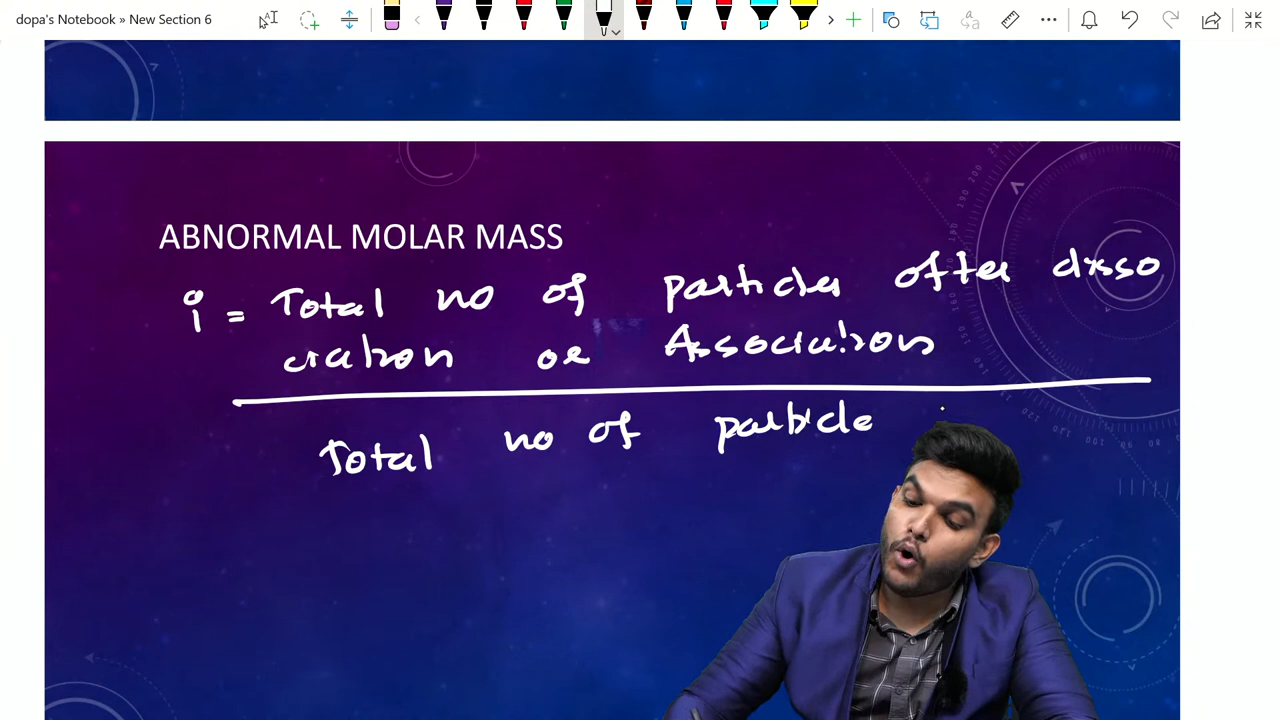 dopa's Notebook » New Section 6
ABNORMAL MOLAR MASS
i = Total no of particles after disso
ciation or Association
Total no of particle